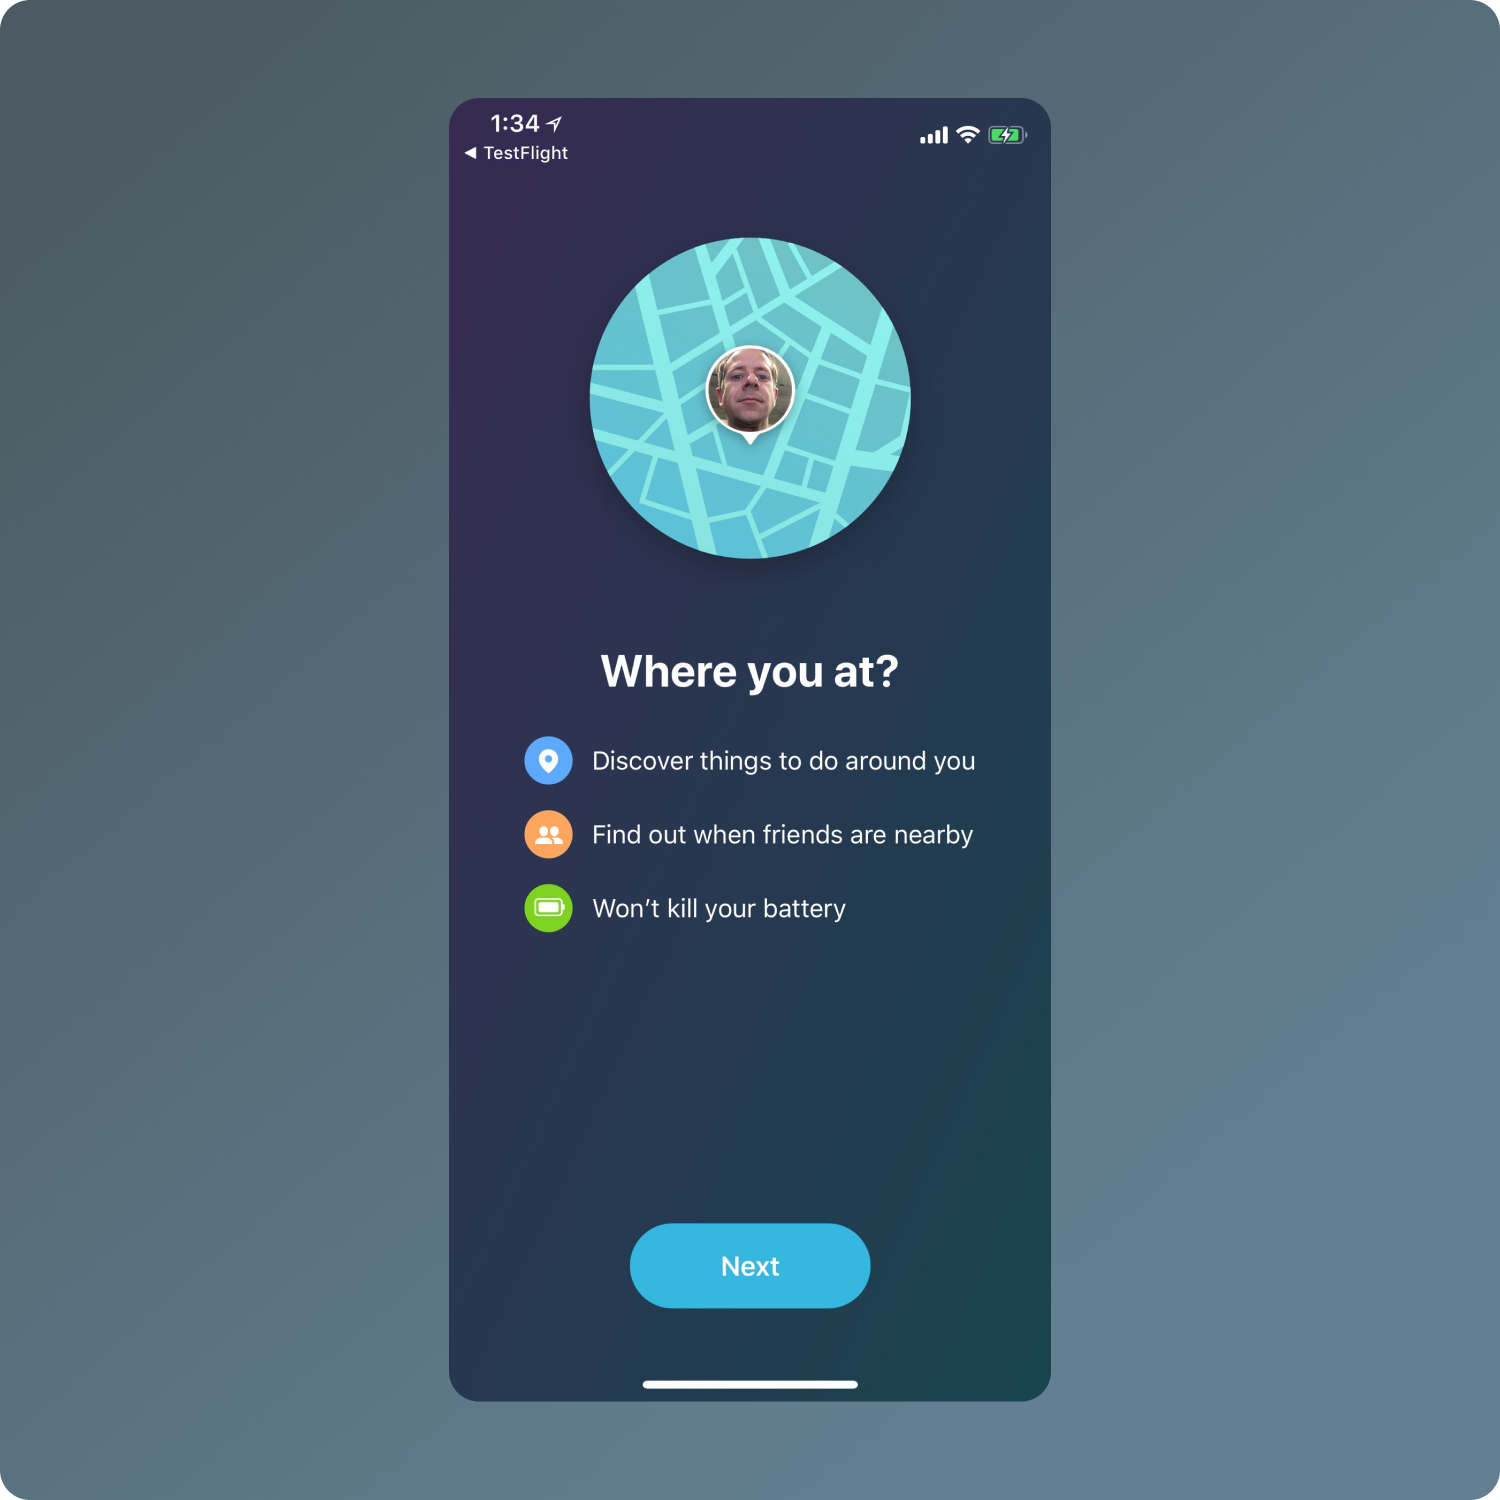 1:34
TestFlight
Where you at?
Discover things to do around you
Find out when friends are nearby
Won’t kill your battery
Next